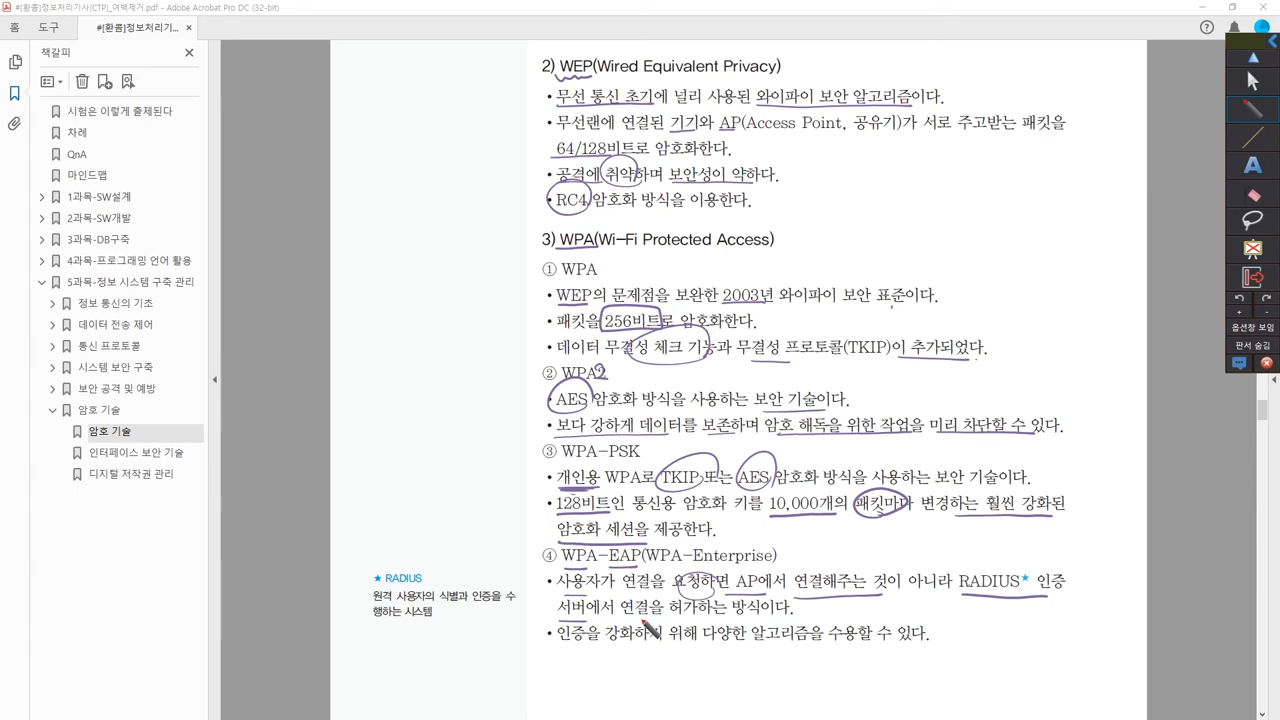 #[환콤]정보처리기사(CTP)_여백제거.pdf - Adobe Acrobat Pro DC (32-bit)
홈 도구 #[환콤]정보처리기... ×
책갈피
시험은 이렇게 출제된다
차례
QnA
마인드맵
1과목-SW설계
2과목-SW개발
3과목-DB구축
4과목-프로그래밍 언어 활용
5과목-정보 시스템 구축 관리
정보 통신의 기초
데이터 전송 제어
통신 프로토콜
시스템 보안 구축
보안 공격 및 예방
암호 기술
암호 기술
인터페이스 보안 기술
디지털 저작권 관리
2) WEP(Wired Equivalent Privacy)
• 무선 통신 초기에 널리 사용된 와이파이 보안 알고리즘이다.
• 무선랜에 연결된 기기와 AP(Access Point, 공유기)가 서로 주고받는 패킷을
64/128비트로 암호화한다.
• 공격에 취약하며 보안성이 약하다.
• RC4 암호화 방식을 이용한다.
3) WPA(Wi-Fi Protected Access)
① WPA
• WEP의 문제점을 보완한 2003년 와이파이 보안 표준이다.
• 패킷을 256비트로 암호화한다.
• 데이터 무결성 체크 기능과 무결성 프로토콜(TKIP)이 추가되었다.
② WPA2
• AES 암호화 방식을 사용하는 보안 기술이다.
• 보다 강하게 데이터를 보존하며 암호 해독을 위한 작업을 미리 차단할 수 있다.
③ WPA-PSK
• 개인용 WPA로 TKIP 또는 AES 암호화 방식을 사용하는 보안 기술이다.
• 128비트인 통신용 암호화 키를 10,000개의 패킷마다 변경하는 훨씬 강화된
암호화 세션을 제공한다.
④ WPA-EAP(WPA-Enterprise)
• 사용자가 연결을 요청하면 AP에서 연결해주는 것이 아니라 RADIUS★ 인증
서버에서 연결을 허가하는 방식이다.
• 인증을 강화하기 위해 다양한 알고리즘을 수용할 수 있다.
★ RADIUS
원격 사용자의 식별과 인증을 수
행하는 시스템
옵션장 보임
판서 숨김